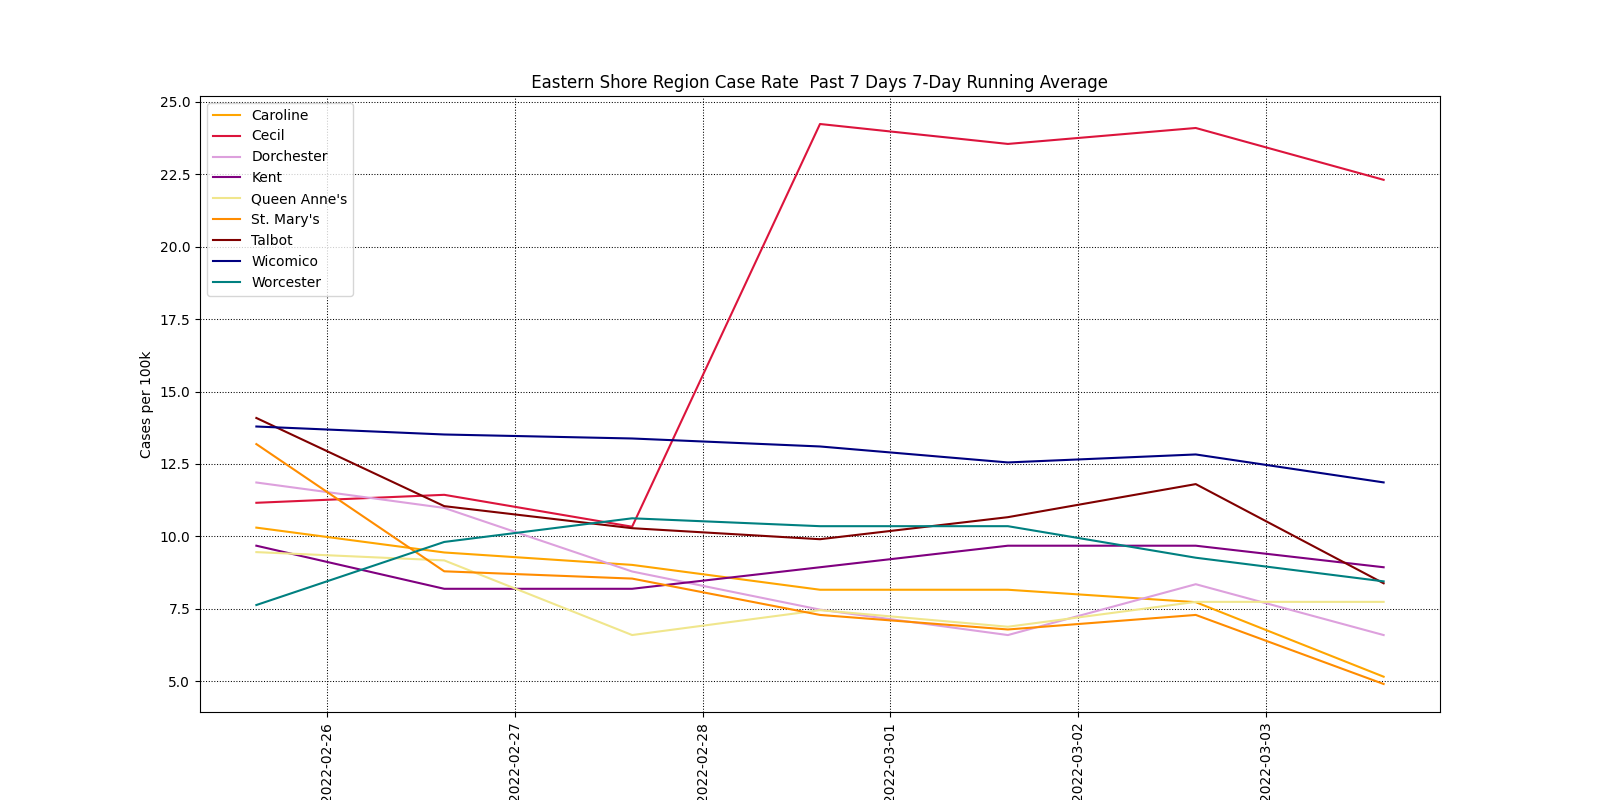 Eastern Shore Region Case Rate  Past 7 Days 7-Day Running Average
Cases per 100k
25.0
22.5
20.0
17.5
15.0
12.5
10.0
7.5
5.0
Caroline
Cecil
Dorchester
Kent
Queen Anne's
St. Mary's
Talbot
Wicomico
Worcester
2022-02-26
2022-02-27
2022-02-28
2022-03-01
2022-03-02
2022-03-03